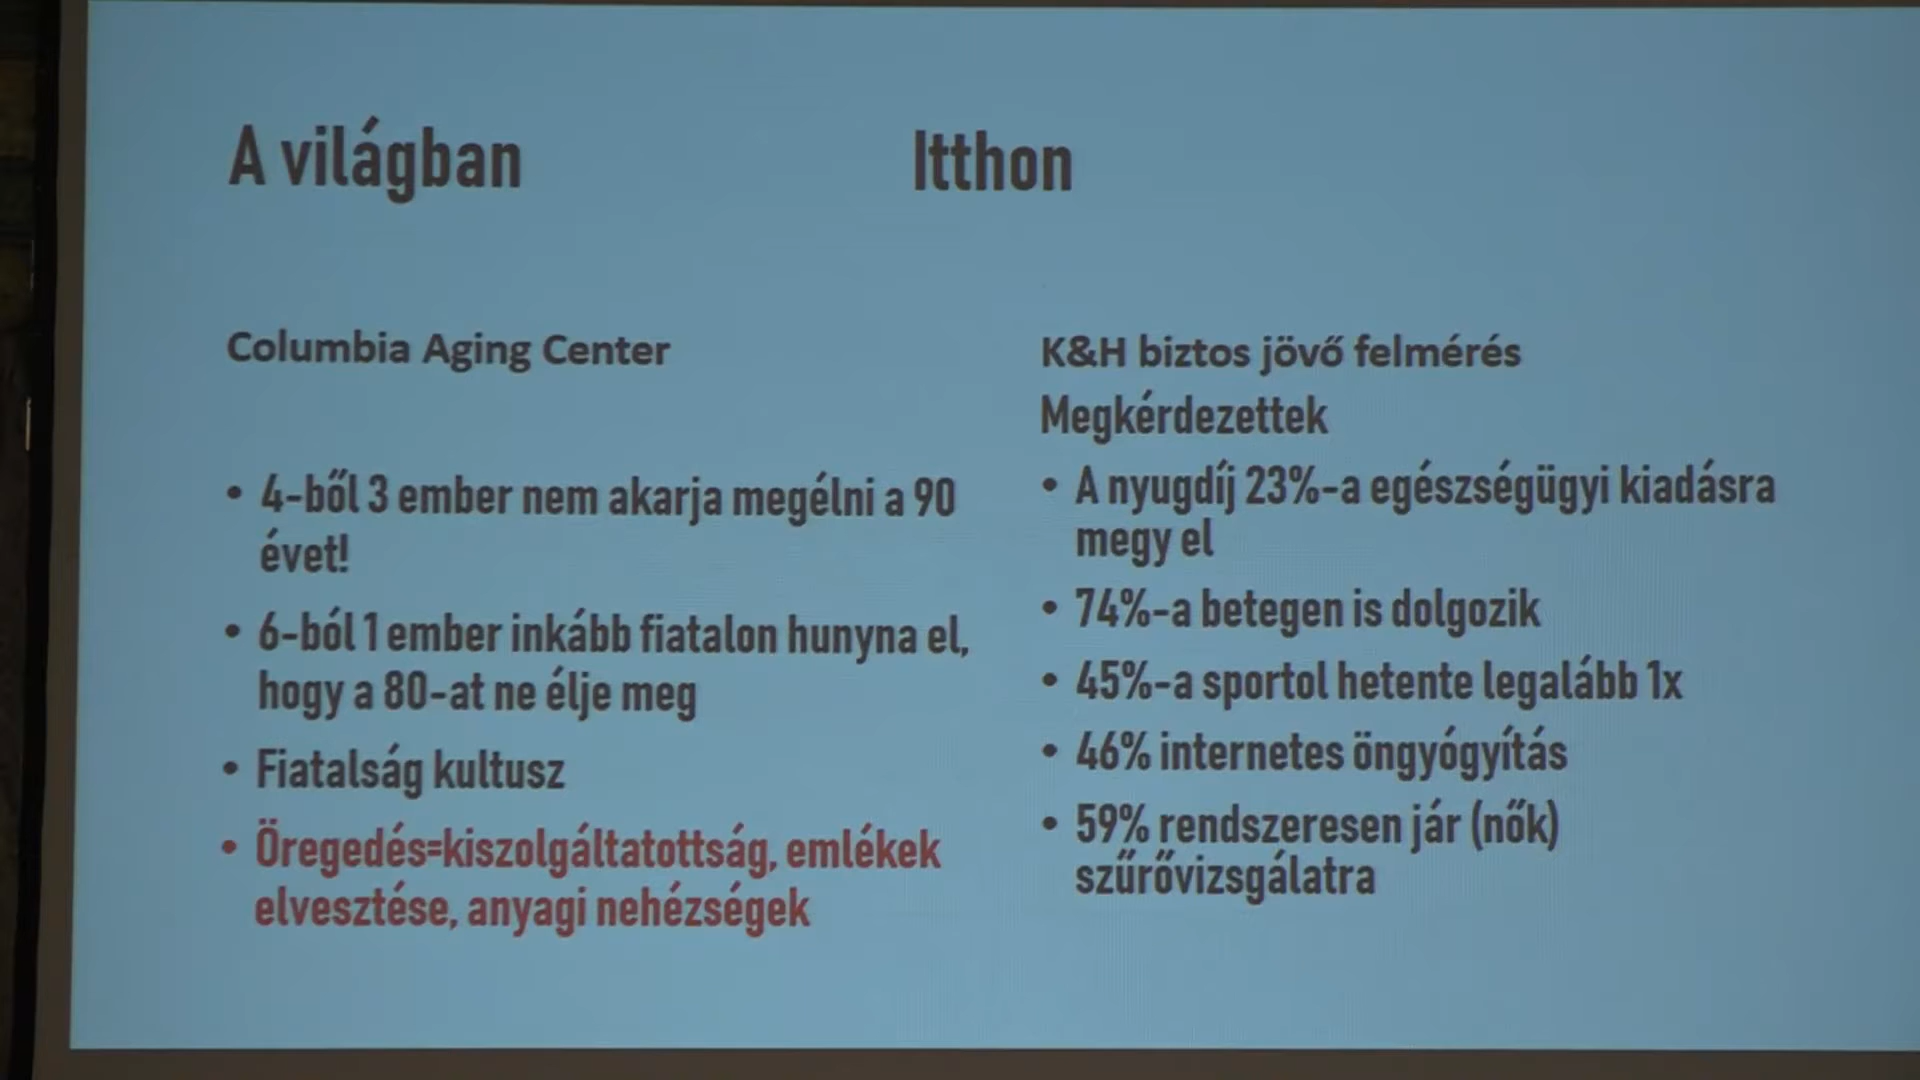 A világban
Itthon
Columbia Aging Center
• 4-ből 3 ember nem akarja megélni a 90
évet!
• 6-ból 1 ember inkább fiatalon hunyna el,
hogy a 80-at ne élje meg
• Fiatalság kultusz
• Öregedés=kiszolgáltatottság, emlékek
elvesztése, anyagi nehézségek
K&H biztos jövő felmérés
Megkérdezettek
• A nyugdíj 23%-a egészségügyi kiadásra
megy el
• 74%-a betegen is dolgozik
• 45%-a sportol hetente legalább 1x
• 46% internetes öngyógyítás
• 59% rendszeresen jár (nők)
szűrővizsgálatra